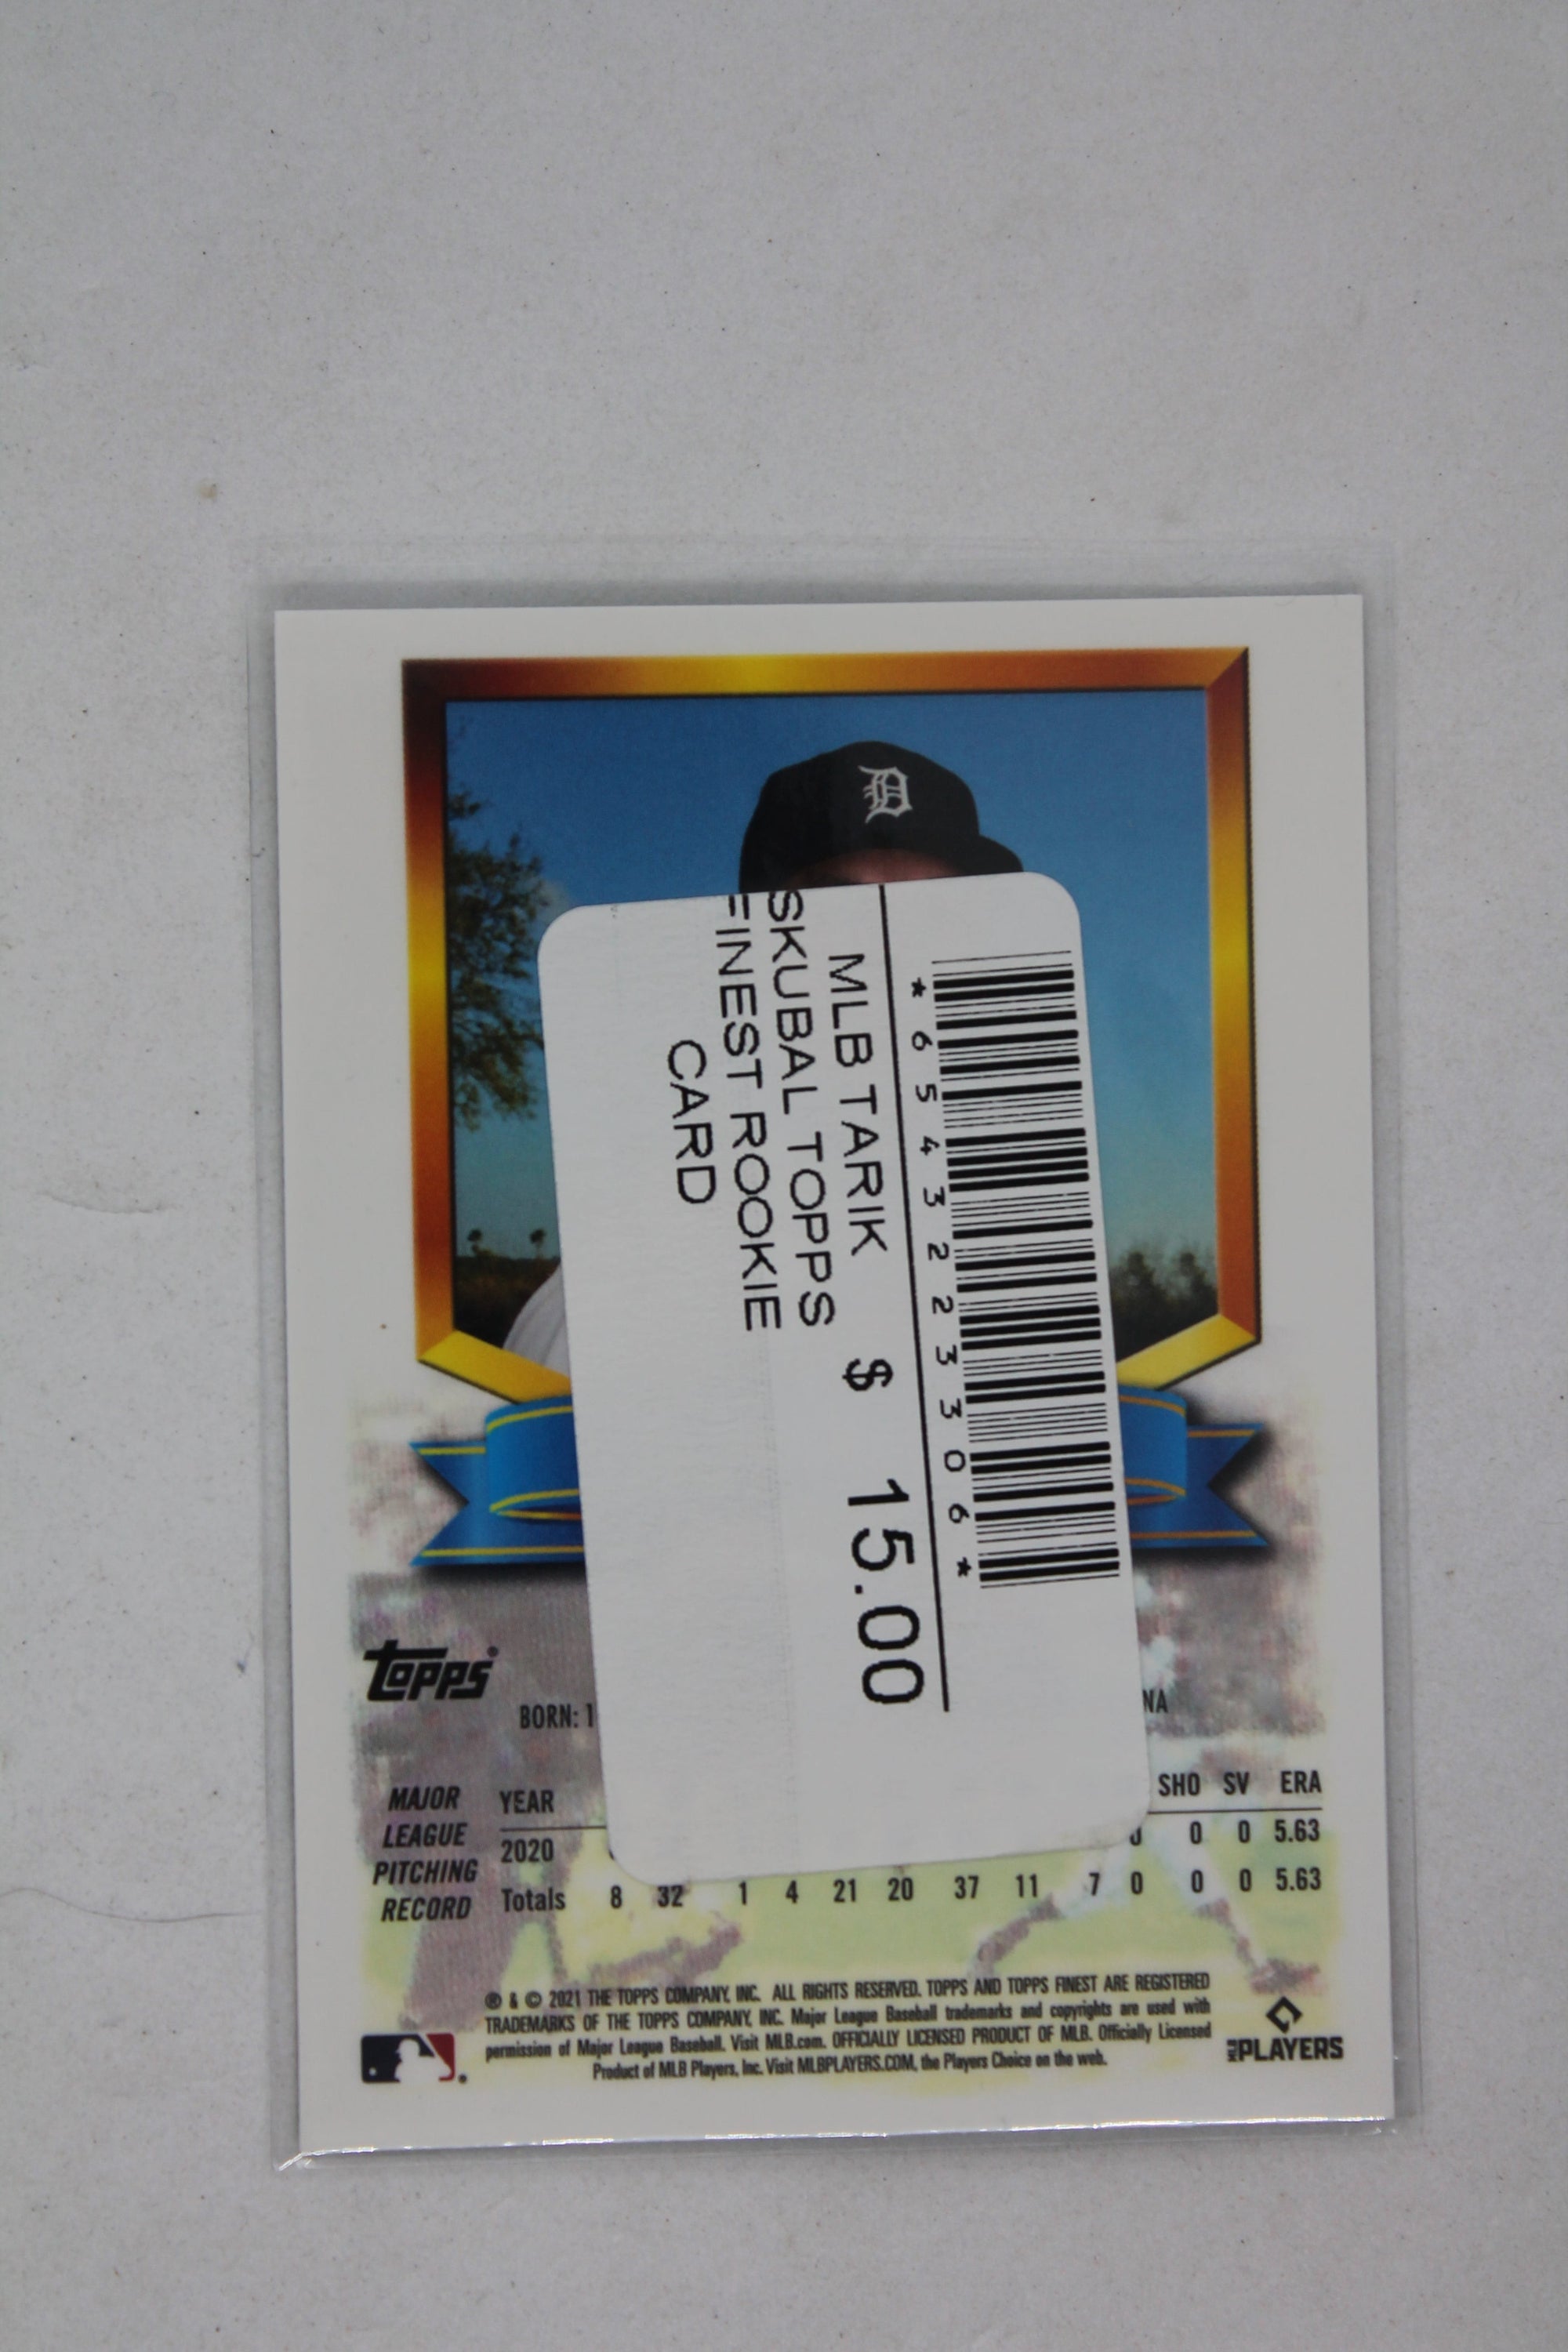 D
*654322233306*
MLB TARIK
SKUBAL TOPPS
FINEST ROOKIE
CARD
$ 15.00
TOPPS
BORN: 1
NA
MAJOR LEAGUE PITCHING RECORD
YEAR SHO SV ERA
2020 0 0 0 5.63
Totals 8 32 1 4 21 20 37 11 7 0 0 0 5.63
® & © 2021 THE TOPPS COMPANY, INC. ALL RIGHTS RESERVED. TOPPS AND TOPPS FINEST ARE REGISTERED
TRADEMARKS OF THE TOPPS COMPANY, INC. Major League Baseball trademarks and copyrights are used with
permission of Major League Baseball. Visit MLB.com. OFFICIALLY LICENSED PRODUCT OF MLB. Officially Licensed
Product of MLB Players, Inc. Visit MLBPLAYERS.COM, the Players Choice on the web.
MLB PLAYERS